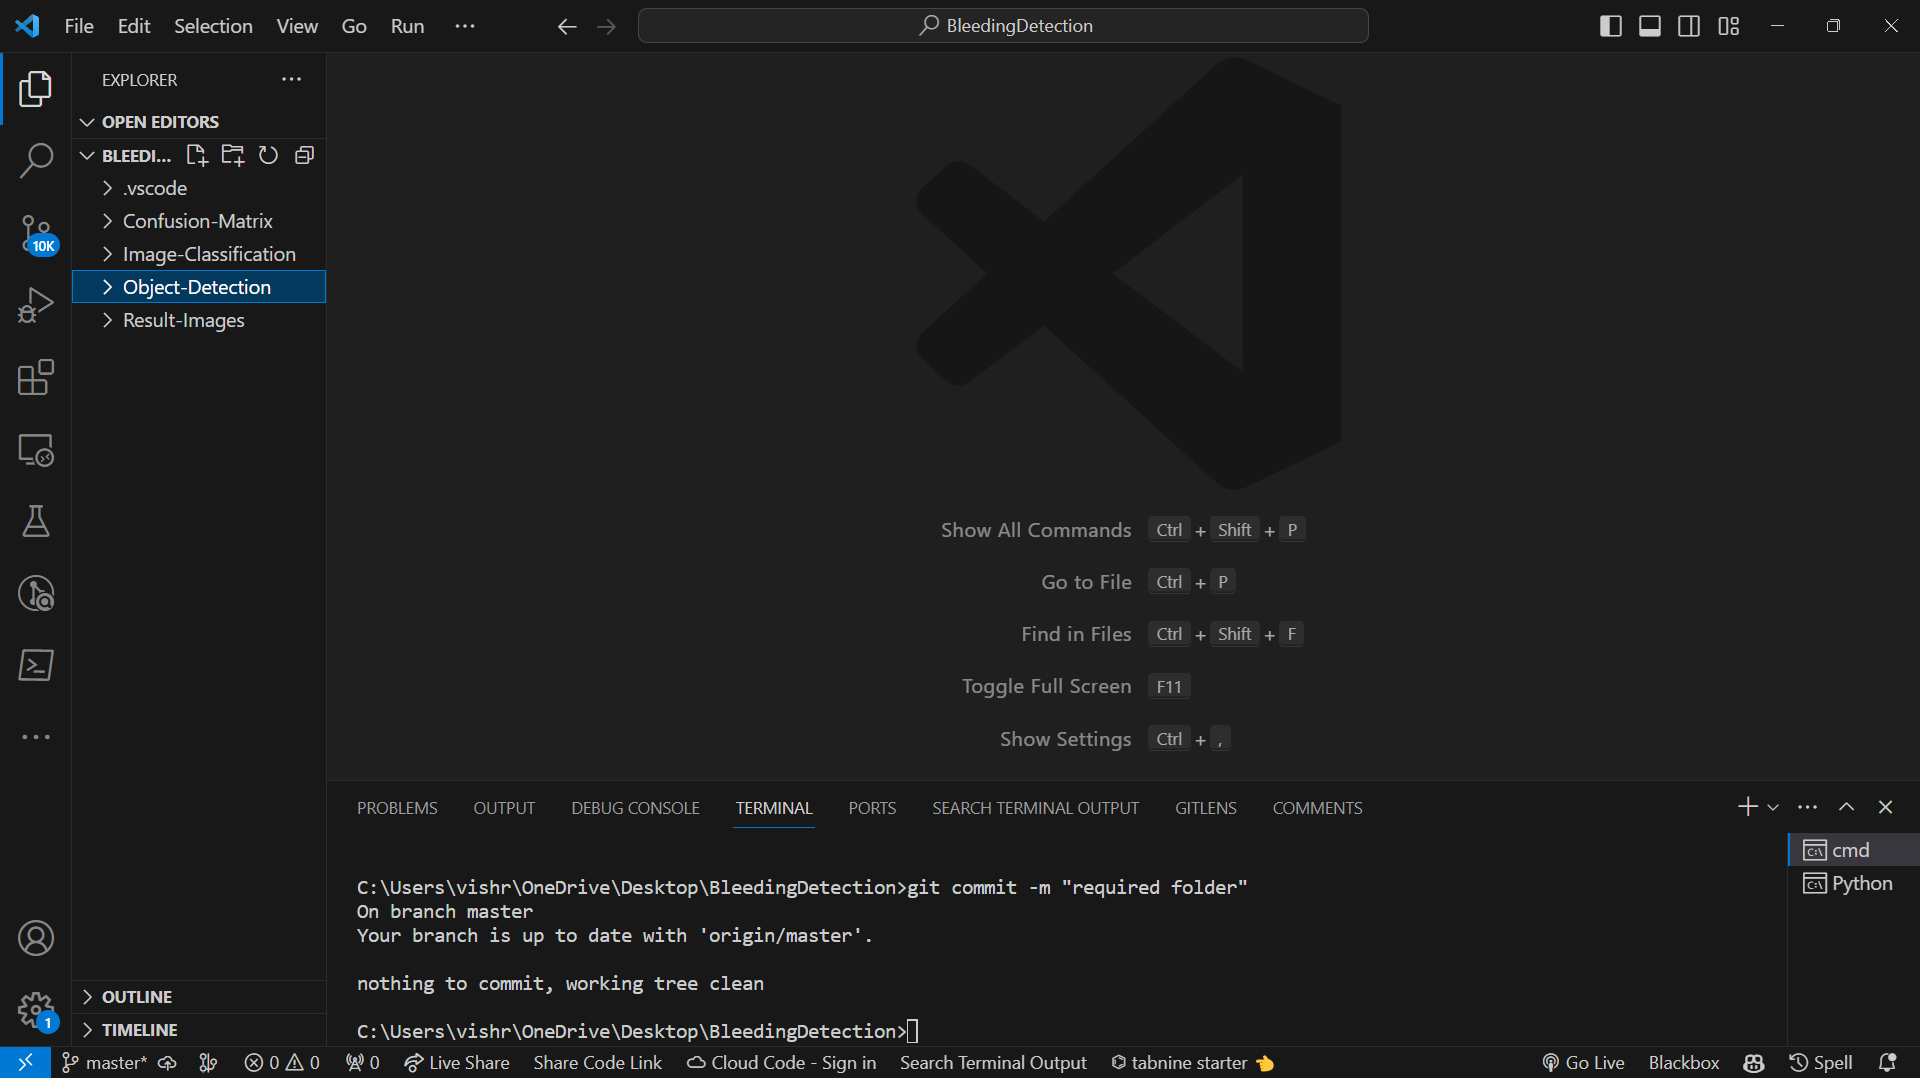 File Edit Selection View Go Run ···
BleedingDetection
EXPLORER
OPEN EDITORS
BLEEDI...
.vscode
Confusion-Matrix
10K
Image-Classification
Object-Detection
Result-Images
Show All Commands Ctrl + Shift + P
Go to File Ctrl + P
Find in Files Ctrl + Shift + F
Toggle Full Screen F11
Show Settings Ctrl + ,
PROBLEMS OUTPUT DEBUG CONSOLE TERMINAL PORTS SEARCH TERMINAL OUTPUT GITLENS COMMENTS
cmd
Python
C:\Users\vishr\OneDrive\Desktop\BleedingDetection>git commit -m "required folder"
On branch master
Your branch is up to date with 'origin/master'.
nothing to commit, working tree clean
C:\Users\vishr\OneDrive\Desktop\BleedingDetection>
OUTLINE
1
TIMELINE
master* 0 0 0 Live Share Share Code Link Cloud Code - Sign in Search Terminal Output tabnine starter 👈 Go Live Blackbox Spell